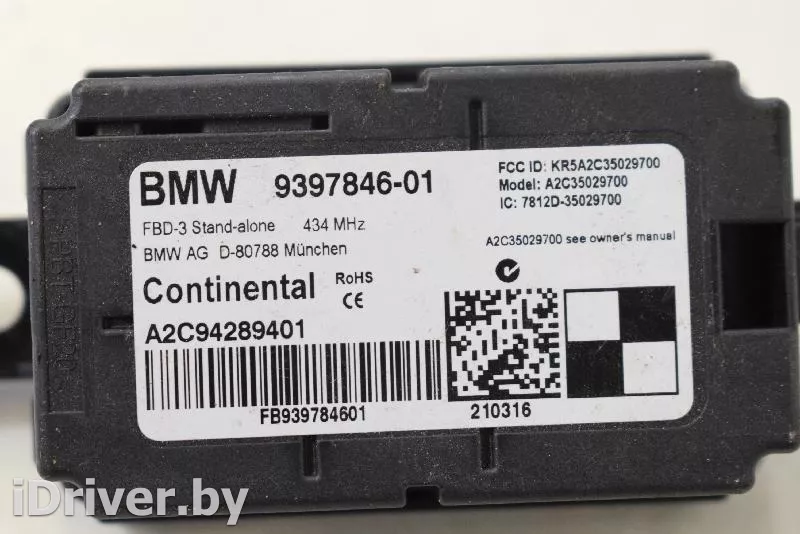 BMW 9397846-01
FBD-3 Stand-alone 434 MHz
BMW AG D-80788 München
Continental RoHS
CE
A2C94289401
FB939784601
FCC ID: KR5A2C35029700
Model: A2C35029700
IC: 7812D-35029700
A2C35029700 see owner's manual
210316
iDriver.by